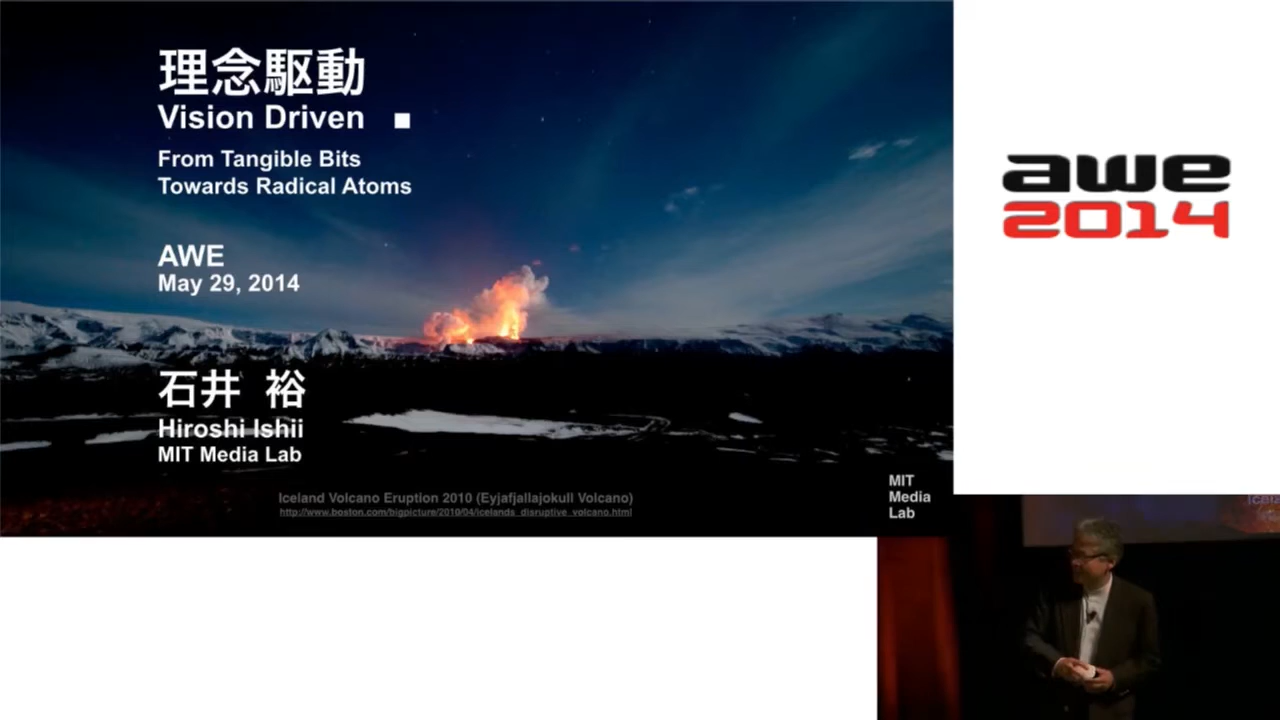 理念駆動
Vision Driven
From Tangible Bits
Towards Radical Atoms
AWE
May 29, 2014
石井 裕
Hiroshi Ishii
MIT Media Lab
Iceland Volcano Eruption 2010 (Eyjafjallajokull Volcano)
http://www.boston.com/bigpicture/2010/04/icelands_disruptive_volcano.html
MIT
Media
Lab
awe
2014